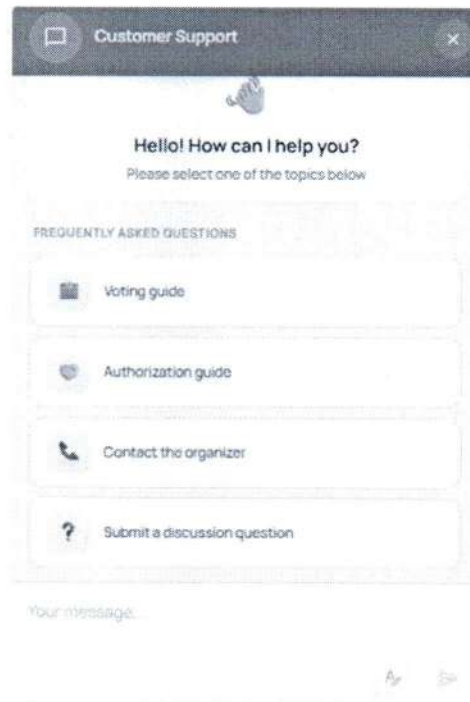 Customer Support
Hello! How can I help you?
Please select one of the topics below
FREQUENTLY ASKED QUESTIONS
Voting guide
Authorization guide
Contact the organizer
? Submit a discussion question
Your message...